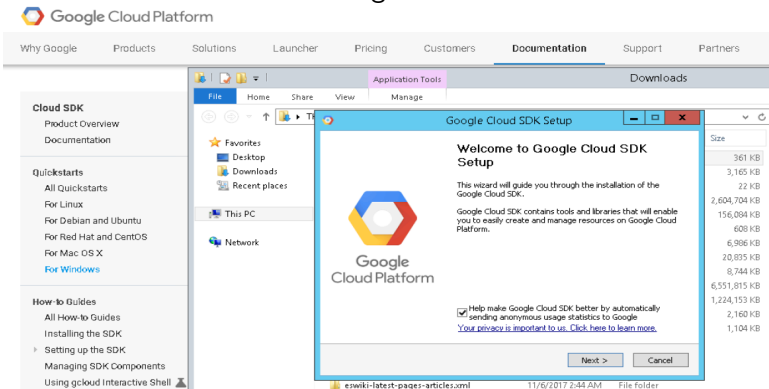 Google Cloud Platform
Why Google Products Solutions Launcher Pricing Customers Documentation Support Partners
Cloud SDK
Product Overview
Documentation
Quickstarts
All Quickstarts
For Linux
For Debian and Ubuntu
For Red Hat and CentOS
For Mac OS X
For Windows
How-to Guides
All How-to Guides
Installing the SDK
Setting up the SDK
Managing SDK Components
Using gcloud Interactive Shell
Application Tools
Downloads
File Home Share View Manage
Favorites
Desktop
Downloads
Recent places
This PC
Network
Google Cloud SDK Setup
Google
Cloud Platform
Welcome to Google Cloud SDK
Setup
This wizard will guide you through the installation of the
Google Cloud SDK.
Google Cloud SDK contains tools and libraries that will enable
you to easily create and manage resources on Google Cloud
Platform.
Help make Google Cloud SDK better by automatically
sending anonymous usage statistics to Google
Your privacy is important to us. Click here to learn more.
Next > Cancel
Size
361 KB
3,165 KB
22 KB
2,604,704 KB
156,084 KB
608 KB
6,986 KB
20,835 KB
8,744 KB
6,551,815 KB
1,224,153 KB
2,160 KB
1,104 KB
eswiki-latest-pages-articles.xml 11/6/2017 2:44 AM File folder